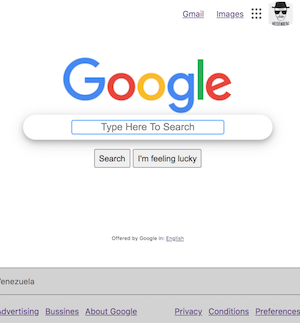 Gmail Images
HEISENBERG
Google
Type Here To Search
Search I'm feeling lucky
Offered by Google in: English
Venezuela
Advertising Bussines About Google Privacy Conditions Preferences